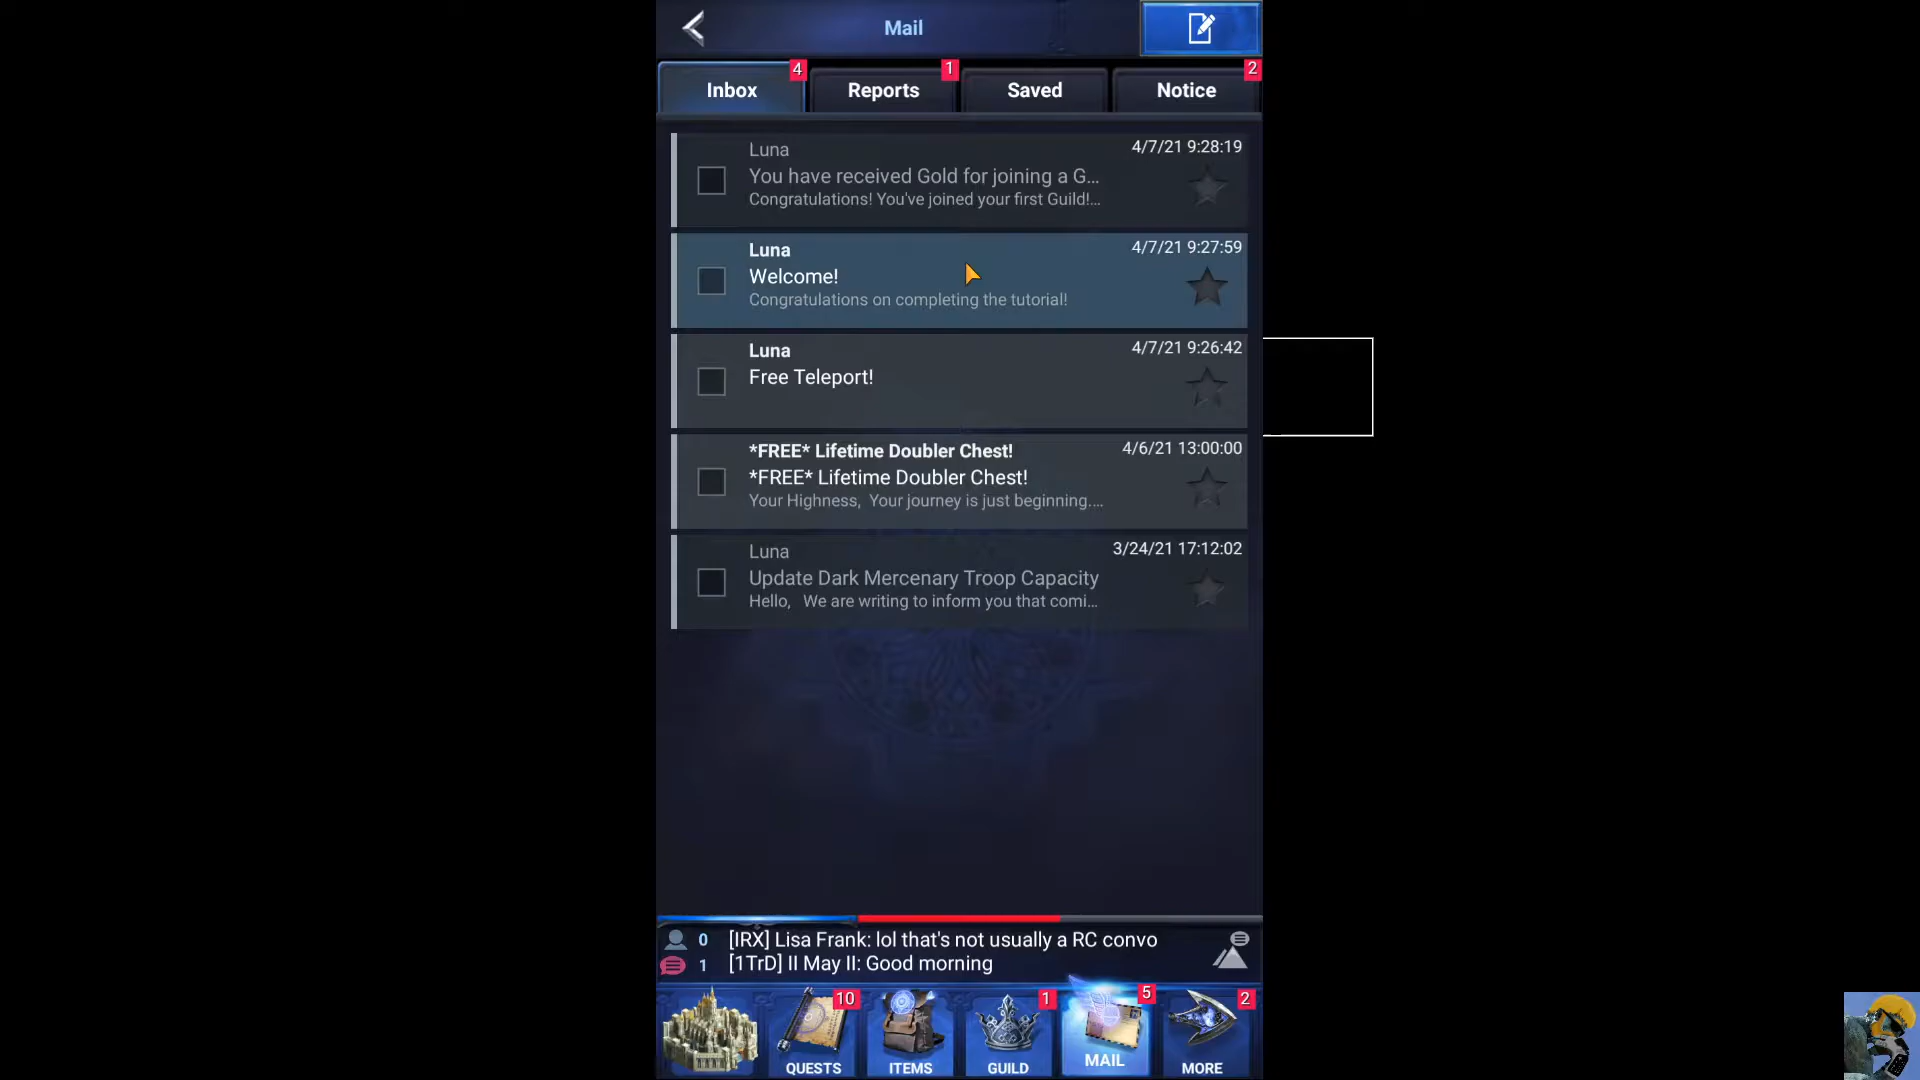 Mail
4
1
2
Inbox
Reports
Saved
Notice
Luna
4/7/21 9:28:19
You have received Gold for joining a G...
Congratulations! You've joined your first Guild!...
Luna
4/7/21 9:27:59
Welcome!
Congratulations on completing the tutorial!
Luna
4/7/21 9:26:42
Free Teleport!
*FREE* Lifetime Doubler Chest!
4/6/21 13:00:00
*FREE* Lifetime Doubler Chest!
Your Highness, Your journey is just beginning....
Luna
3/24/21 17:12:02
Update Dark Mercenary Troop Capacity
Hello, We are writing to inform you that comi...
0 [IRX] Lisa Frank: lol that's not usually a RC convo
1 [1TrD] II May II: Good morning
10
1
5
2
QUESTS
ITEMS
GUILD
MAIL
MORE